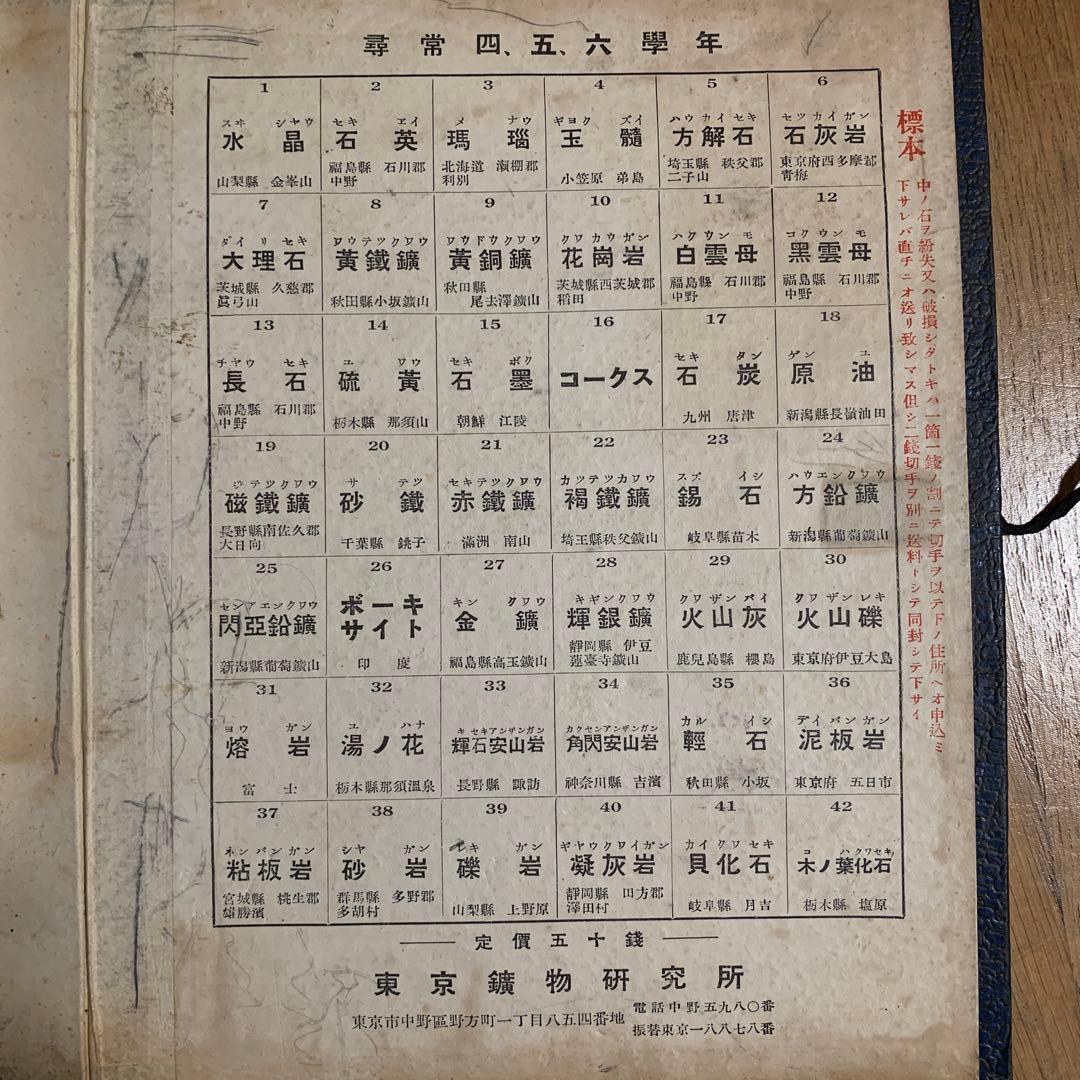 尋常四、五、六學年
1
スヰ シヤウ
水晶
山梨縣 金峯山
2
セキ エイ
石英
福島縣 石川郡
中野
3
メ ナウ
瑪瑙
北海道 瀨棚郡
利別
4
ギヨク ズイ
玉髓
小笠原 弟島
5
ハウ カイ セキ
方解石
埼玉縣 秩父郡
二子山
6
セツ カイ ガン
石灰岩
東京府西多摩郡
青梅
7
ダイ リ セキ
大理石
茨城縣 久慈郡
眞弓山
8
ワウテツクワウ
黃鐵鑛
秋田縣小坂鑛山
9
ワウドウクワウ
黃銅鑛
秋田縣
尾去澤鑛山
10
クワ カウ ガン
花崗岩
茨城縣西茨城郡
稻田
11
ハクウン モ
白雲母
福島縣 石川郡
中野
12
コクウン モ
黑雲母
福島縣 石川郡
中野
13
チヤウ セキ
長石
福島縣 石川郡
中野
14
ユ ワウ
硫黃
栃木縣 那須山
15
セキ ボク
石墨
朝鮮 江陵
16
コークス
17
セキ タン
石炭
九州 唐津
18
ゲン ユ
原油
新潟縣長嶺油田
19
ジテツクワウ
磁鐵鑛
長野縣南佐久郡
大日向
20
サ テツ
砂鐵
千葉縣 銚子
21
セキテツクワウ
赤鐵鑛
滿洲 南山
22
カツテツカワウ
褐鐵鑛
埼玉縣秩父鑛山
23
スズ イシ
錫石
岐阜縣苗木
24
ハウエンクワウ
方鉛鑛
新潟縣葡萄鑛山
25
センアエンクワウ
閃亞鉛鑛
新潟縣葡萄鑛山
26
ボーキ
サイト
印度
27
キン クワウ
金鑛
福島縣高玉鑛山
28
キギンクワウ
輝銀鑛
靜岡縣 伊豆
蓮臺寺鑛山
29
クワ ザン バイ
火山灰
鹿兒島縣 櫻島
30
クワ ザン レキ
火山礫
東京府伊豆大島
31
ヨウ ガン
熔岩
富士
32
ユ ハナ
湯ノ花
栃木縣那須溫泉
33
キ セキアンザンガン
輝石安山岩
長野縣 諏訪
34
カクセンアンザンガン
角閃安山岩
神奈川縣 吉濱
35
カル イシ
輕石
秋田縣 小坂
36
デイ バン ガン
泥板岩
東京府 五日市
37
ネン バン ガン
粘板岩
宮城縣 桃生郡
雄勝濱
38
シヤ ガン
砂岩
群馬縣 多野郡
多胡村
39
レキ ガン
礫岩
山梨縣 上野原
40
ギヤウクワイガン
凝灰岩
靜岡縣 田方郡
澤田村
41
カイ クワ セキ
貝化石
岐阜縣 月吉
42
コ ハクワセキ
木ノ葉化石
栃木縣 塩原
標本
中ノ石ヲ紛失又ハ破損シタトキハ一箇一錢ノ割ニテ切手ヲ以テ下ノ住所ヘオ申込ミ
下サレバ直チニオ送リ致シマス但シ二錢切手ヲ別ニ送料トシテ同封シテ下サイ
定價五十錢
東京鑛物硏究所
東京市中野區野方町一丁目八五四番地
電話中野五九八〇番
振替東京一八八七八番